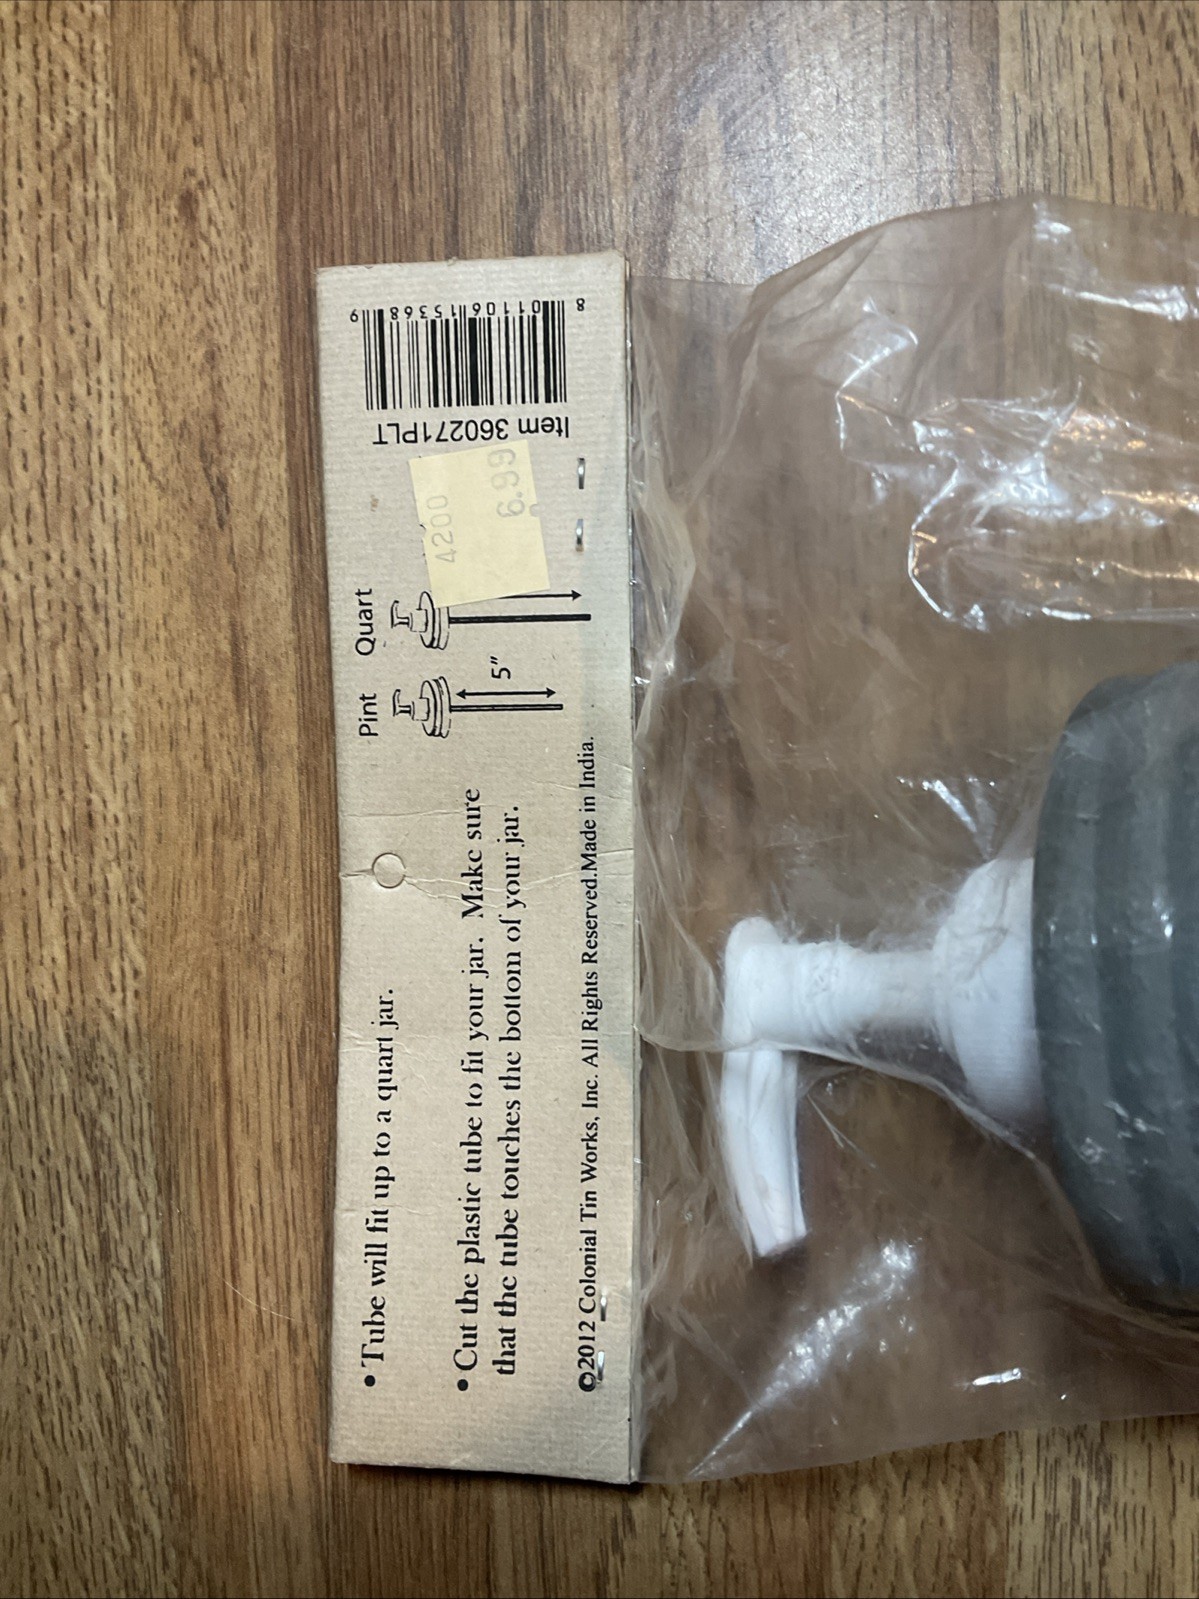 • Tube will fit up to a quart jar.
• Cut the plastic tube to fit your jar. Make sure
that the tube touches the bottom of your jar.
©2012 Colonial Tin Works, Inc. All Rights Reserved.Made in India.
Pint Quart
5"
4200
6.99
Item 360271PLT
8 01106 15368 9